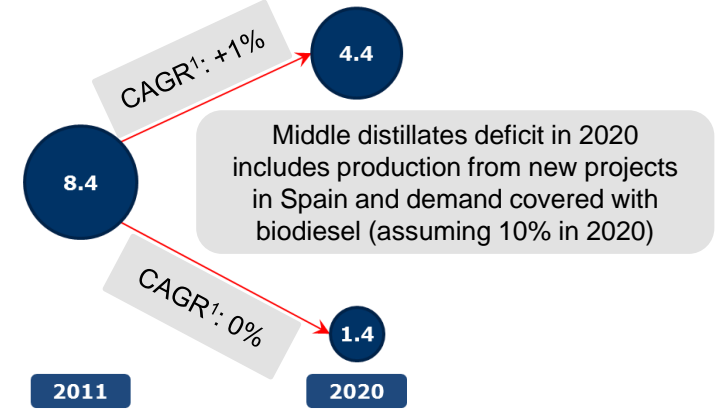 CAGR¹: +1%
4.4
8.4
Middle distillates deficit in 2020
includes production from new projects
in Spain and demand covered with
biodiesel (assuming 10% in 2020)
CAGR¹: 0%
1.4
2011
2020